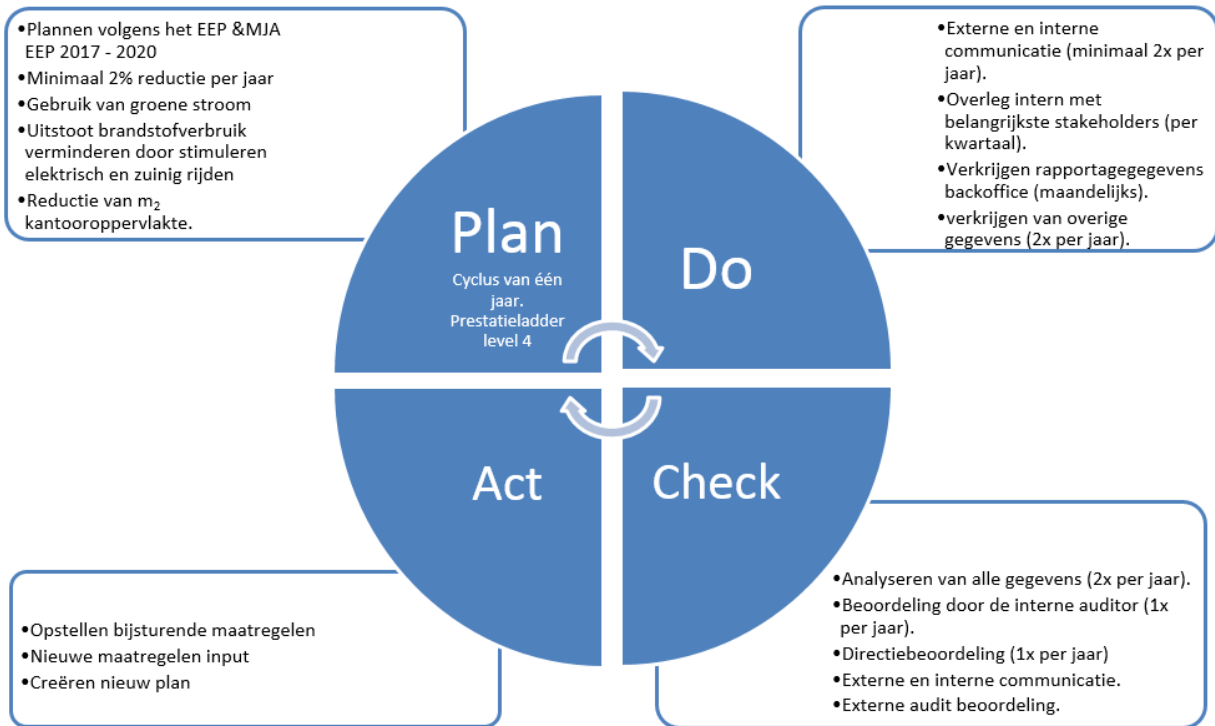 •Plannen volgens het EEP &MJA
EEP 2017 - 2020
•Minimaal 2% reductie per jaar
•Gebruik van groene stroom
•Uitstoot brandstofverbruik
verminderen door stimuleren
elektrisch en zuinig rijden
•Reductie van m₂
kantooroppervlakte.
•Externe en interne
communicatie (minimaal 2x per
jaar).
•Overleg intern met
belangrijkste stakeholders (per
kwartaal).
•Verkrijgen rapportagegegevens
backoffice (maandelijks).
•verkrijgen van overige
gegevens (2x per jaar).
Plan
Cyclus van één
jaar.
Prestatieladder
level 4
Do
Act
Check
•Opstellen bijsturende maatregelen
•Nieuwe maatregelen input
•Creëren nieuw plan
•Analyseren van alle gegevens (2x per jaar).
•Beoordeling door de interne auditor (1x
per jaar).
•Directiebeoordeling (1x per jaar)
•Externe en interne communicatie.
•Externe audit beoordeling.